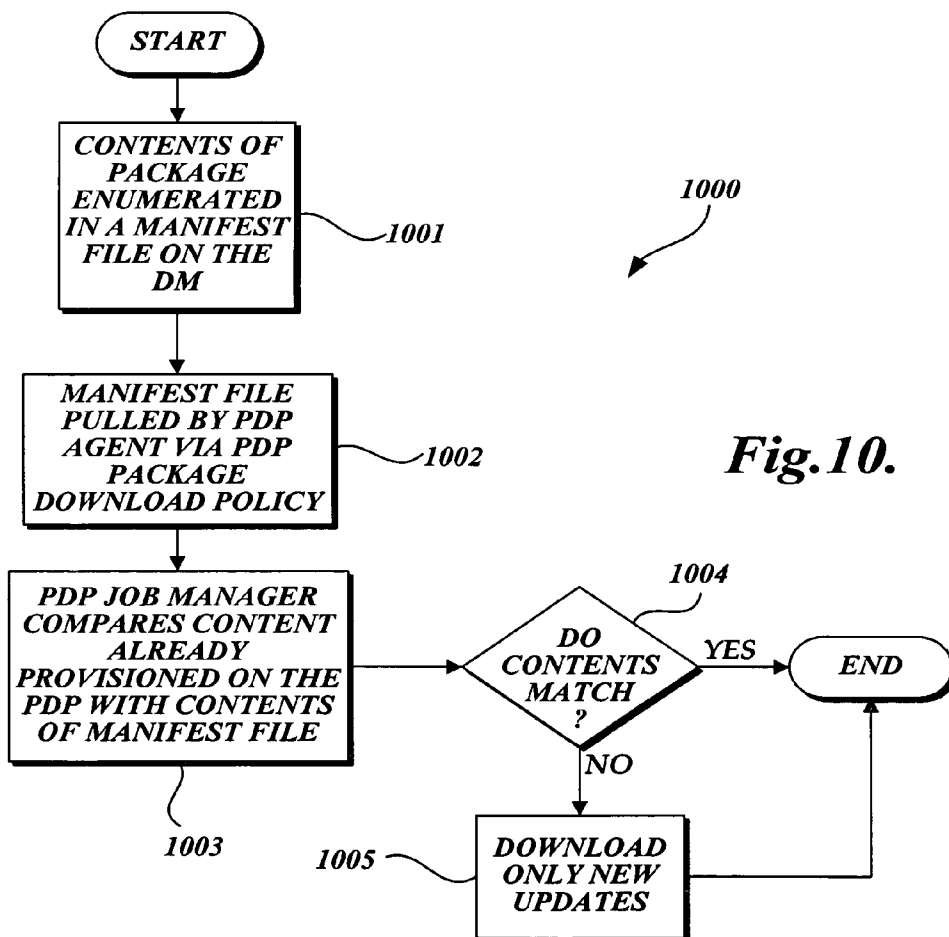 START
CONTENTS OF
PACKAGE
ENUMERATED
IN A MANIFEST
FILE ON THE
DM
1001
1000
MANIFEST FILE
PULLED BY PDP
AGENT VIA PDP
PACKAGE
DOWNLOAD POLICY
1002
Fig.10.
PDP JOB MANAGER
COMPARES CONTENT
ALREADY
PROVISIONED ON THE
PDP WITH CONTENTS
OF MANIFEST FILE
1003
1004
DO
CONTENTS
MATCH
?
YES
END
NO
1005
DOWNLOAD
ONLY NEW
UPDATES